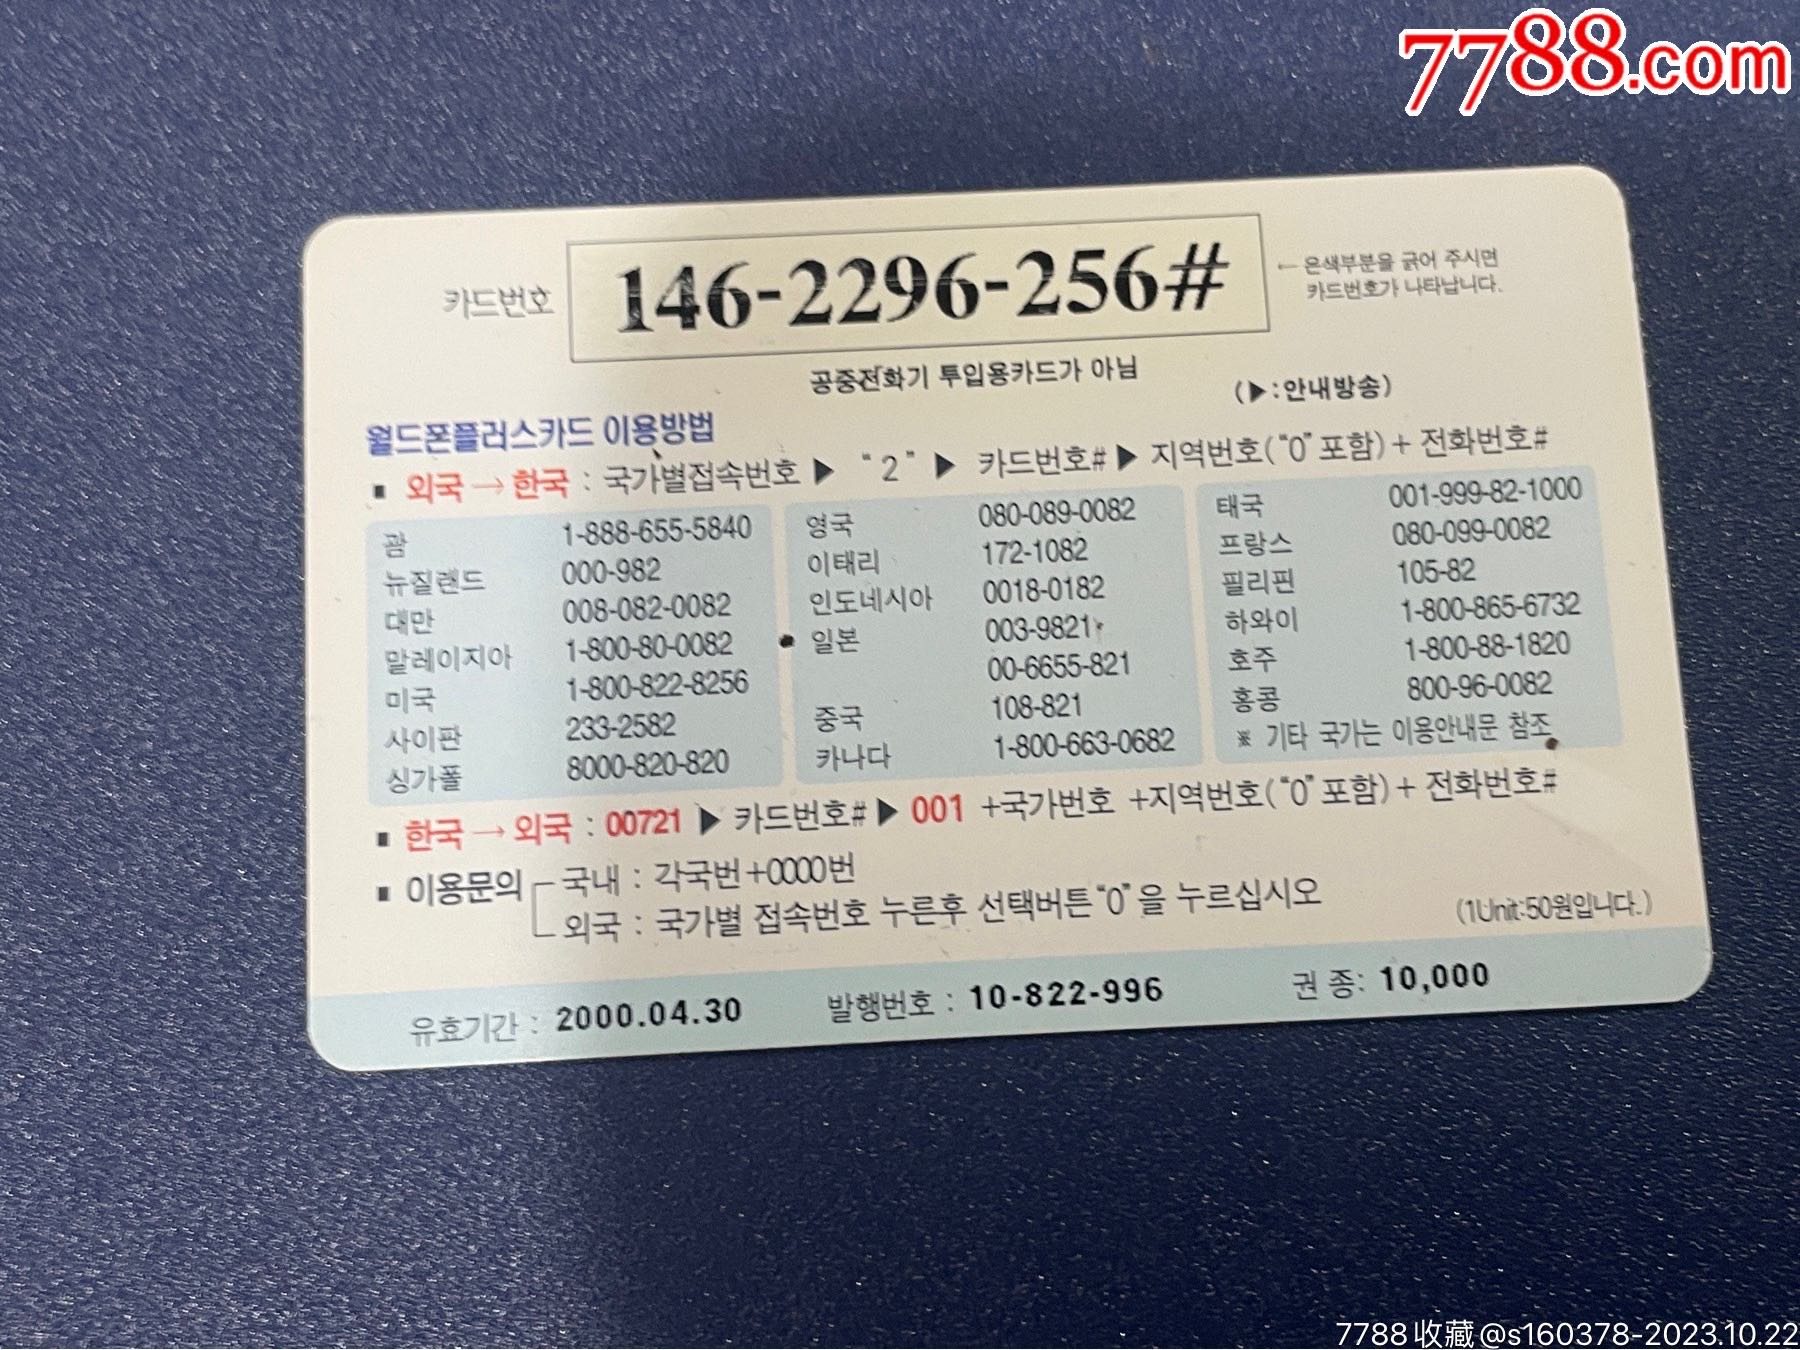 7788.com
카드번호 146-2296-256# ← 은색부분을 긁어 주시면
카드번호가 나타납니다.
공중전화기 투입용카드가 아님
(▶:안내방송)
월드폰플러스카드 이용방법
■ 외국→한국 : 국가별접속번호 ▶ “2” ▶ 카드번호# ▶ 지역번호(“0”포함)+ 전화번호#
괌 1-888-655-5840
뉴질랜드 000-982
대만 008-082-0082
말레이지아 1-800-80-0082
미국 1-800-822-8256
사이판 233-2582
싱가폴 8000-820-820
영국 080-089-0082
이태리 172-1082
인도네시아 0018-0182
일본 003-9821
00-6655-821
중국 108-821
카나다 1-800-663-0682
태국 001-999-82-1000
프랑스 080-099-0082
필리핀 105-82
하와이 1-800-865-6732
호주 1-800-88-1820
홍콩 800-96-0082
※ 기타 국가는 이용안내문 참조
■ 한국→외국 : 00721 ▶ 카드번호# ▶ 001 +국가번호 +지역번호(“0”포함)+ 전화번호#
■ 이용문의 국내 : 각국번+0000번
외국 : 국가별 접속번호 누른후 선택버튼“0”을 누르십시오
(1Unit:50원입니다.)
유효기간 : 2000.04.30 발행번호 : 10-822-996 권 종: 10,000
7788收藏@s160378-2023.10.22